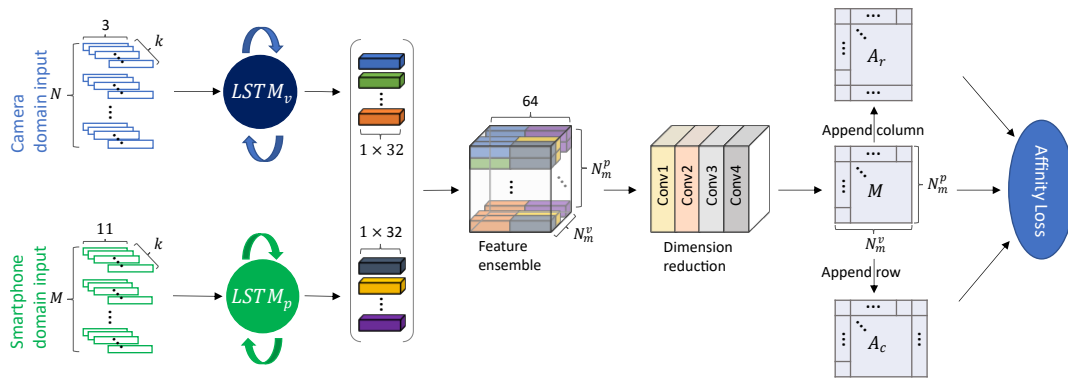 Camera
domain input
N
3
k
LSTM_v
1 × 32
Smartphone
domain input
M
11
k
LSTM_p
1 × 32
64
N_m^p
N_m^v
Feature
ensemble
Conv1
Conv2
Conv3
Conv4
Dimension
reduction
A_r
Append column
M
N_m^p
N_m^v
Append row
A_c
Affinity Loss